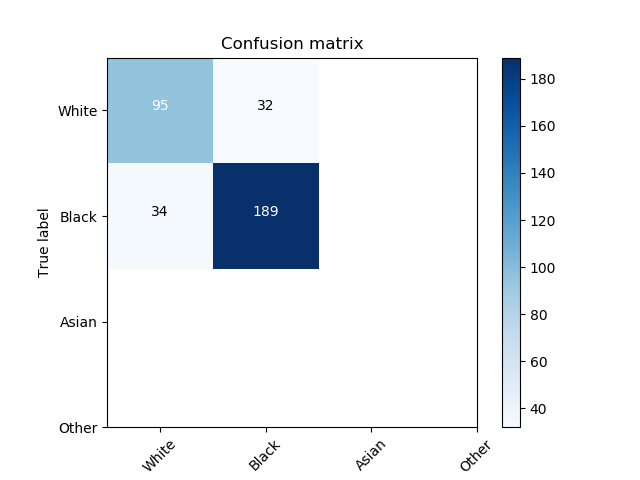 Confusion matrix
True label
White
Black
Asian
Other
95
32
34
189
White
Black
Asian
Other
180
160
140
120
100
80
60
40